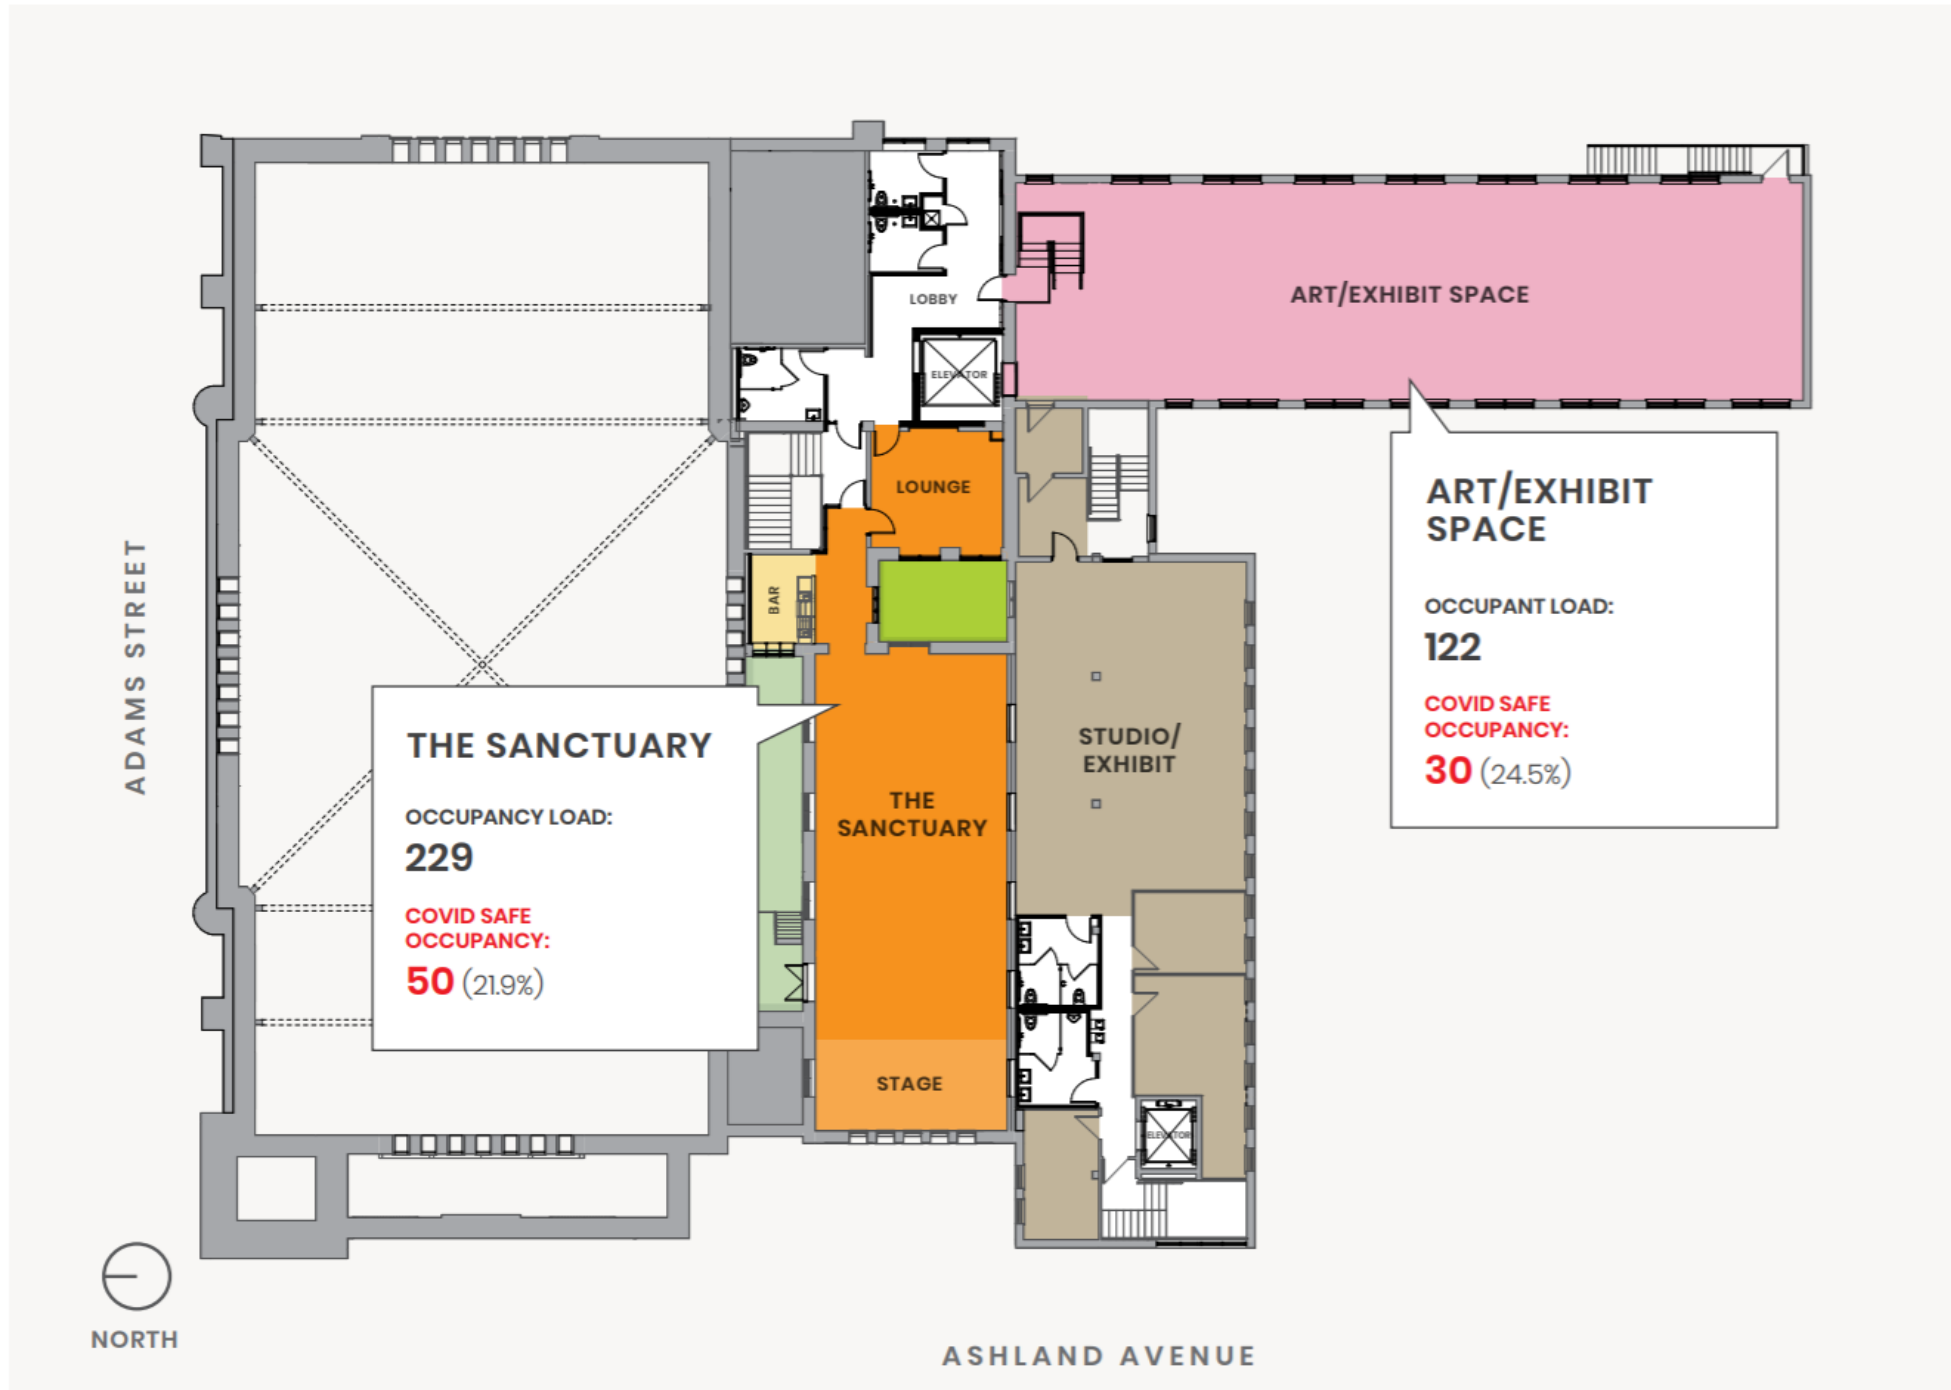 LOBBY
ELEVATOR
ART/EXHIBIT SPACE
LOUNGE
BAR
ART/EXHIBIT
SPACE
OCCUPANT LOAD:
122
COVID SAFE
OCCUPANCY:
30 (24.5%)
ADAMS STREET
THE SANCTUARY
OCCUPANCY LOAD:
229
COVID SAFE
OCCUPANCY:
50 (21.9%)
THE
SANCTUARY
STUDIO/
EXHIBIT
STAGE
ELEVATOR
NORTH
ASHLAND AVENUE